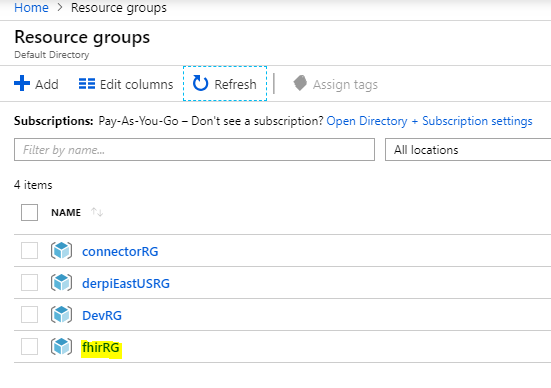 Home > Resource groups
Resource groups
Default Directory
Add Edit columns Refresh Assign tags
Subscriptions: Pay-As-You-Go – Don't see a subscription? Open Directory + Subscription settings
Filter by name... All locations
4 items
NAME
connectorRG
derpiEastUSRG
DevRG
fhirRG